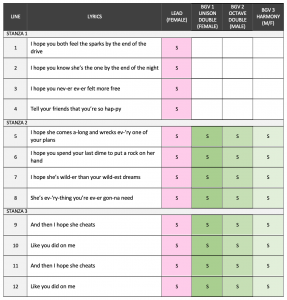 LINE LYRICS LEAD (FEMALE) BGV 1 UNISON DOUBLE (FEMALE) BGV 2 OCTAVE DOUBLE (MALE) BGV 3 HARMONY (M/F)
STANZA 1
1 I hope you both feel the sparks by the end of the S
drive
2 I hope you know she's the one by the end of the night S
3 I hope you nev-er ev-er felt more free S
4 Tell your friends that you're so hap-py S
STANZA 2
5 I hope she comes a-long and wrecks ev-'ry one of S S S S
your plans
6 I hope you spend your last dime to put a rock on her S S S S
hand
7 I hope she's wild-er than your wild-est dreams S S S S
8 She's ev-'ry-thing you're ev-er gon-na need S S S S
STANZA 3
9 And then I hope she cheats S S S S
10 Like you did on me S S S S
11 And then I hope she cheats S S S S
12 Like you did on me S S S S